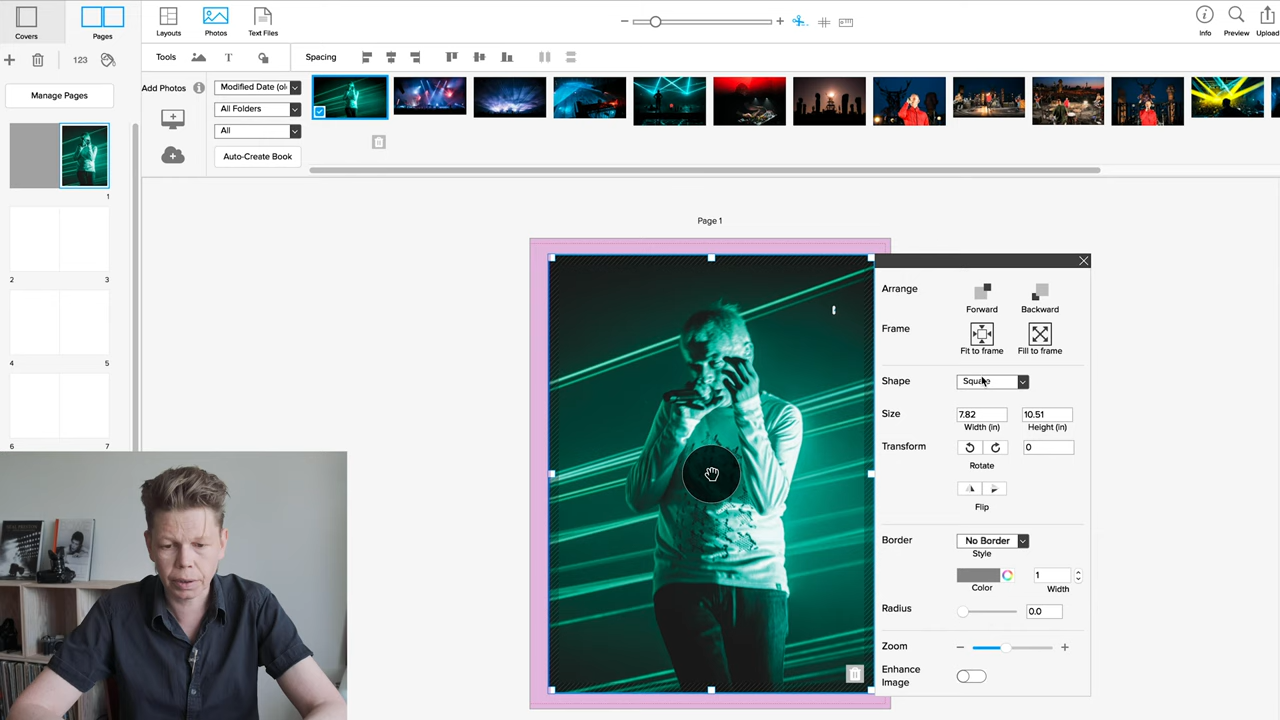 Covers
Pages
Layouts
Photos
Text Files
Info
Preview
Upload
123
Tools
T
Spacing
Manage Pages
Add Photos
Modified Date (ol
All Folders
All
Auto-Create Book
1
2
3
4
5
6
7
Page 1
Arrange
Forward
Backward
Frame
Fit to frame
Fill to frame
Shape
Square
Size
7.82
10.51
Width (in)
Height (in)
Transform
0
Rotate
Flip
Border
No Border
Style
1
Color
Width
Radius
0.0
Zoom
Enhance
Image